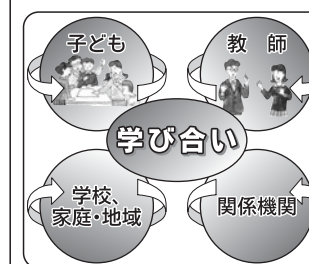 子ども
教 師
学び合い
学校、
家庭・地域
関係機関